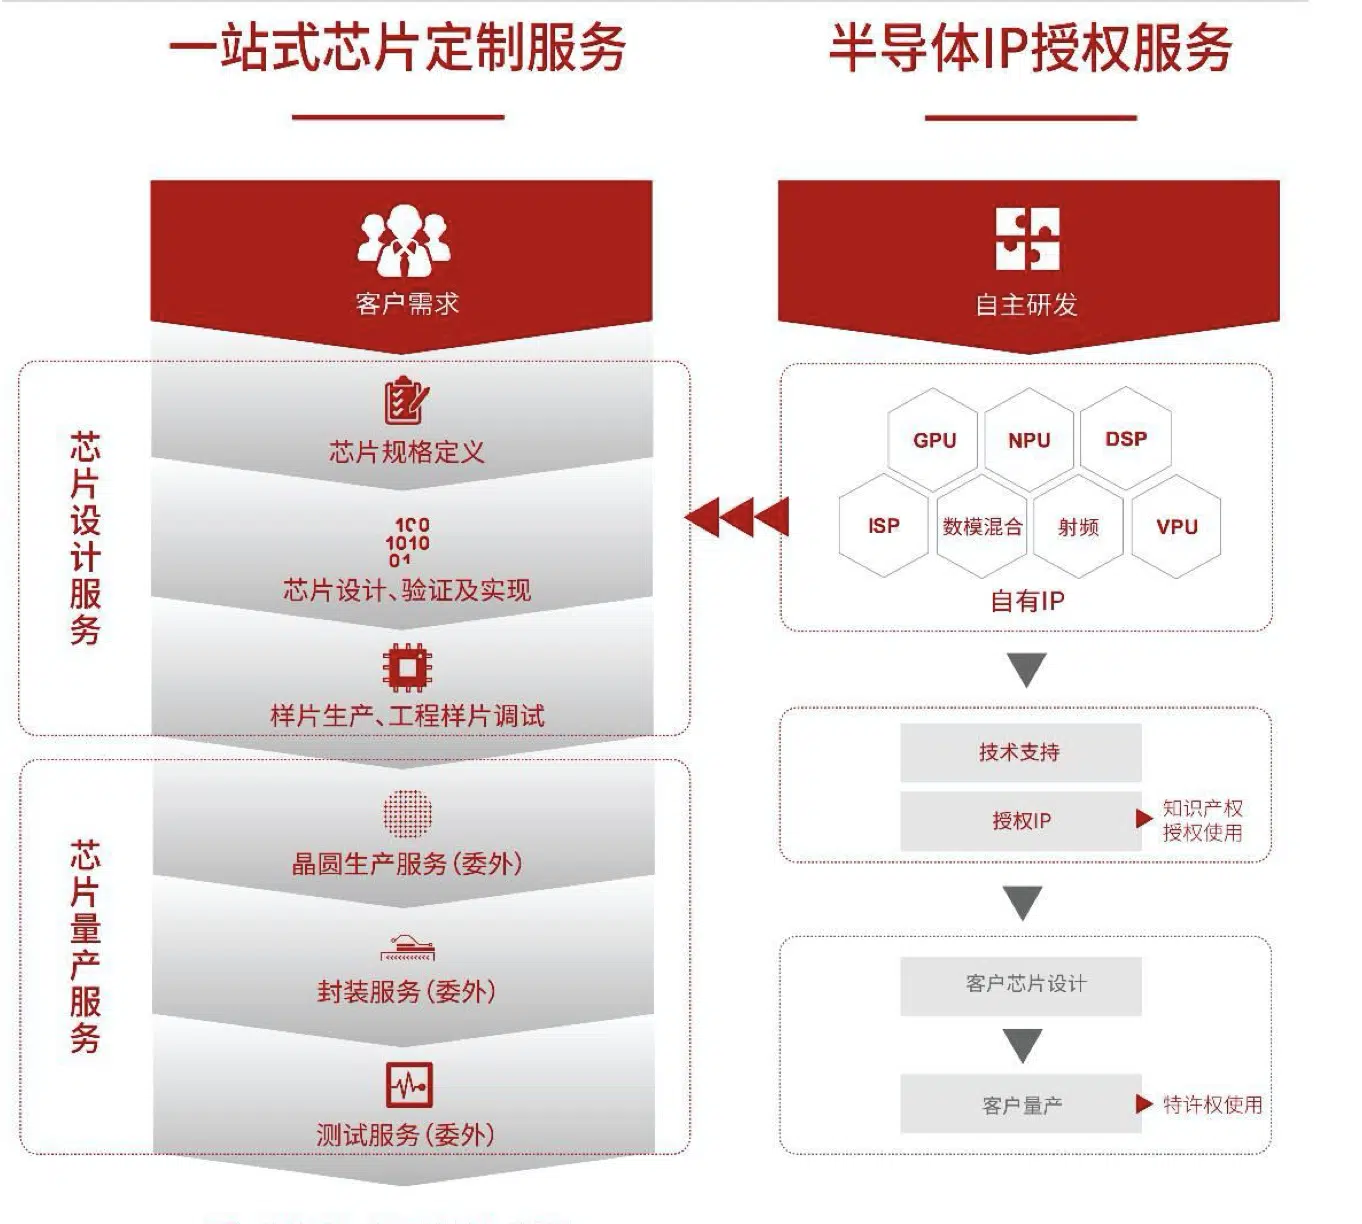 一站式芯片定制服务
客户需求
芯片设计服务
芯片规格定义
100
1010
01
芯片设计、验证及实现
样片生产、工程样片调试
芯片量产服务
晶圆生产服务(委外)
封装服务(委外)
测试服务(委外)
半导体IP授权服务
自主研发
GPU
NPU
DSP
ISP
数模混合
射频
VPU
自有IP
技术支持
授权IP
知识产权
授权使用
客户芯片设计
客户量产
特许权使用